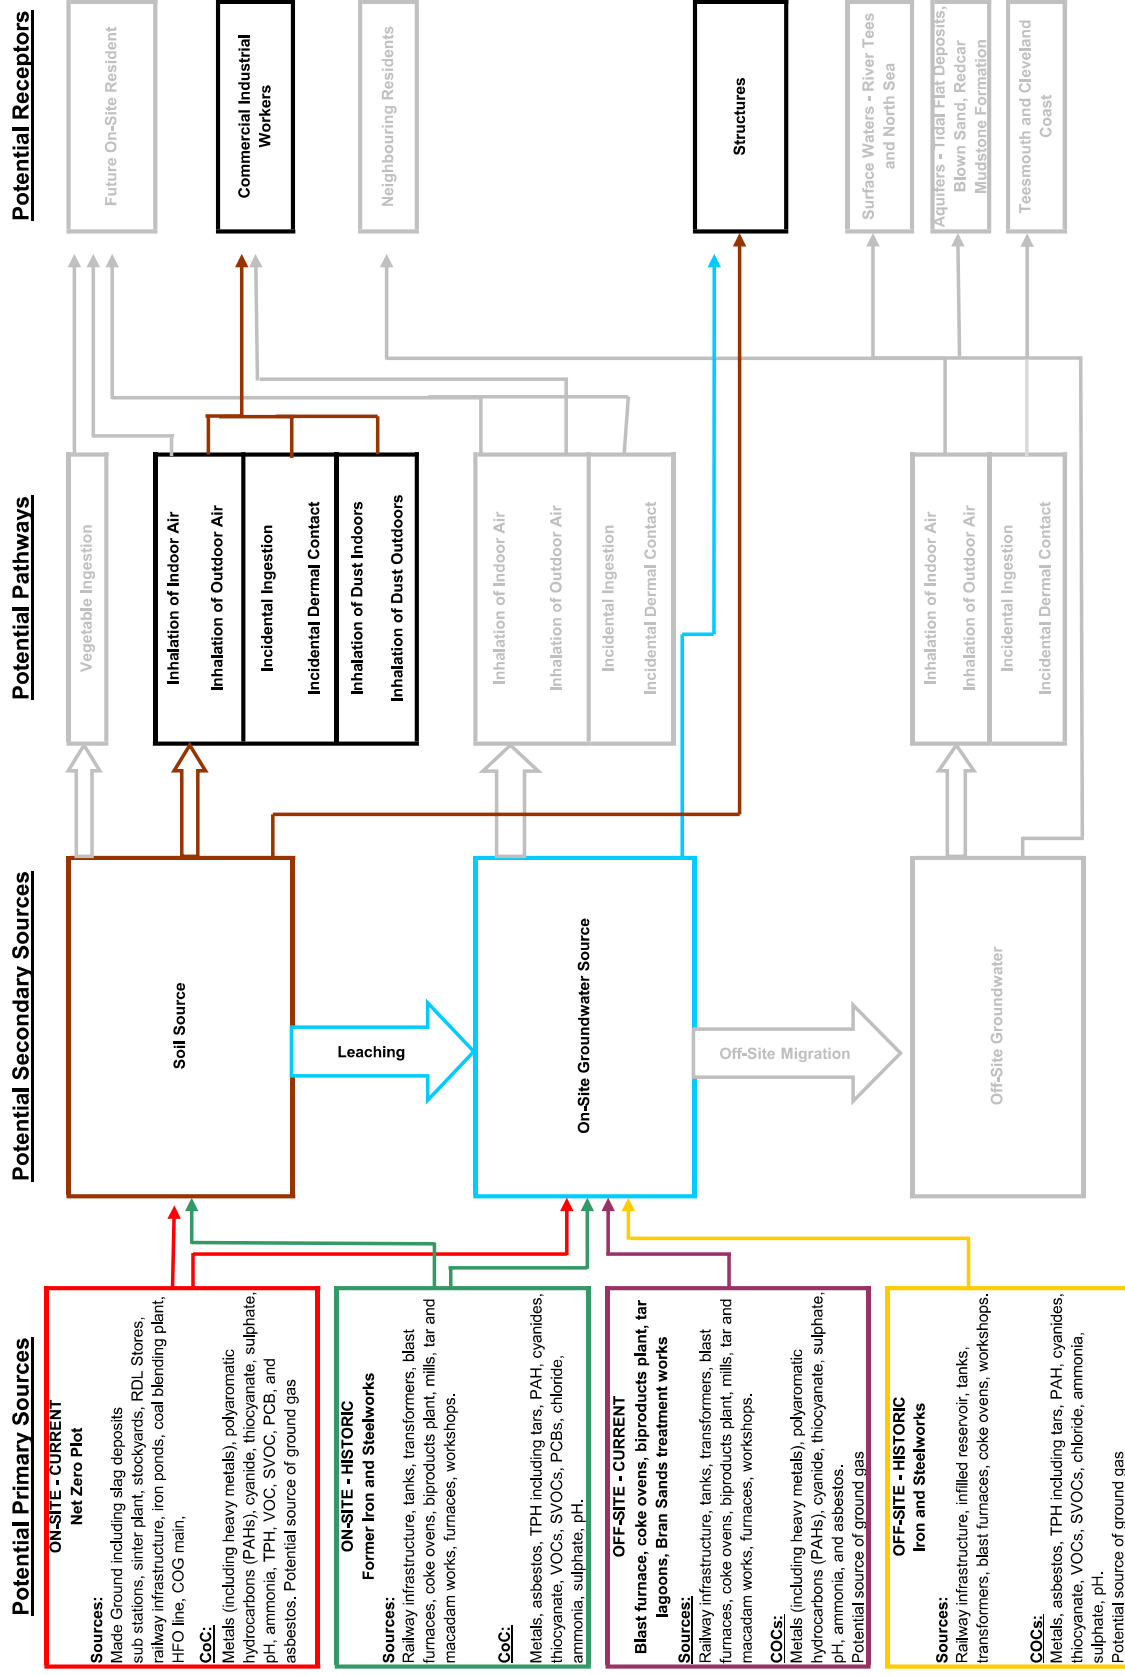 Potential Primary Sources
ON-SITE - CURRENT
Net Zero Plot
Sources:
Made Ground including slag deposits
sub stations, sinter plant, stockyards, RDL Stores,
railway infrastructure, iron ponds, coal blending plant,
HFO line, COG main,
CoC:
Metals (including heavy metals), polyaromatic
hydrocarbons (PAHs), cyanide, thiocyanate, sulphate,
pH, ammonia, TPH, VOC, SVOC, PCB, and
asbestos. Potential source of ground gas
ON-SITE - HISTORIC
Former Iron and Steelworks
Sources:
Railway infrastructure, tanks, transformers, blast
furnaces, coke ovens, biproducts plant, mills, tar and
macadam works, furnaces, workshops.
CoC:
Metals, asbestos, TPH including tars, PAH, cyanides,
thiocyanate, VOCs, SVOCs, PCBs, chloride,
ammonia, sulphate, pH.
OFF-SITE - CURRENT
Blast furnace, coke ovens, biproducts plant, tar
lagoons, Bran Sands treatment works
Sources:
Railway infrastructure, tanks, transformers, blast
furnaces, coke ovens, biproducts plant, mills, tar and
macadam works, furnaces, workshops.
COCs:
Metals (including heavy metals), polyaromatic
hydrocarbons (PAHs), cyanide, thiocyanate, sulphate,
pH, ammonia, and asbestos.
Potential source of ground gas
OFF-SITE - HISTORIC
Iron and Steelworks
Sources:
Railway infrastructure, infilled reservoir, tanks,
transformers, blast furnaces, coke ovens, workshops.
COCs:
Metals, asbestos, TPH including tars, PAH, cyanides,
thiocyanate, VOCs, SVOCs, chloride, ammonia,
sulphate, pH.
Potential source of ground gas
Potential Secondary Sources
Soil Source
Leaching
On-Site Groundwater Source
Off-Site Migration
Off-Site Groundwater
Potential Pathways
Vegetable Ingestion
Inhalation of Indoor Air
Inhalation of Outdoor Air
Incidental Ingestion
Incidental Dermal Contact
Inhalation of Dust Indoors
Inhalation of Dust Outdoors
Inhalation of Indoor Air
Inhalation of Outdoor Air
Incidental Ingestion
Incidental Dermal Contact
Inhalation of Indoor Air
Inhalation of Outdoor Air
Incidental Ingestion
Incidental Dermal Contact
Potential Receptors
Future On-Site Resident
Commercial Industrial
Workers
Neighbouring Residents
Structures
Surface Waters - River Tees
and North Sea
Aquifers - Tidal Flat Deposits,
Blown Sand, Redcar
Mudstone Formation
Teesmouth and Cleveland
Coast